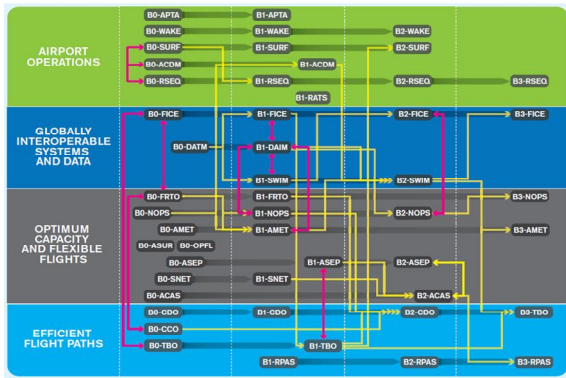 AIRPORT
OPERATIONS
B0-APTA B1-APTA
B0-WAKE B1-WAKE B2-WAKE
B0-SURF B1-SURF B2-SURF
B0-ACDM B1-ACDM
B0-RSEQ B1-RSEQ B2-RSEQ B3-RSEQ
B1-RATS
GLOBALLY
INTEROPERABLE
SYSTEMS
AND DATA
B0-FICE B1-FICE B2-FICE B3-FICE
B0-DATM B1-DAIM
B1-SWIM B2-SWIM
OPTIMUM
CAPACITY
AND FLEXIBLE
FLIGHTS
B0-FRTO B1-FRTO B3-NOPS
B0-NOPS B1-NOPS B2-NOPS
B0-AMET B1-AMET B3-AMET
B0-ASUR B0-OPFL
B0-ASEP B1-ASEP B2-ASEP
B0-SNET B1-SNET
B0-ACAS B2-ACAS
EFFICIENT
FLIGHT PATHS
B0-CDO B1-CDO B2-CDO B3-TBO
B0-CCO
B0-TBO B1-TBO
B1-RPAS B2-RPAS B3-RPAS